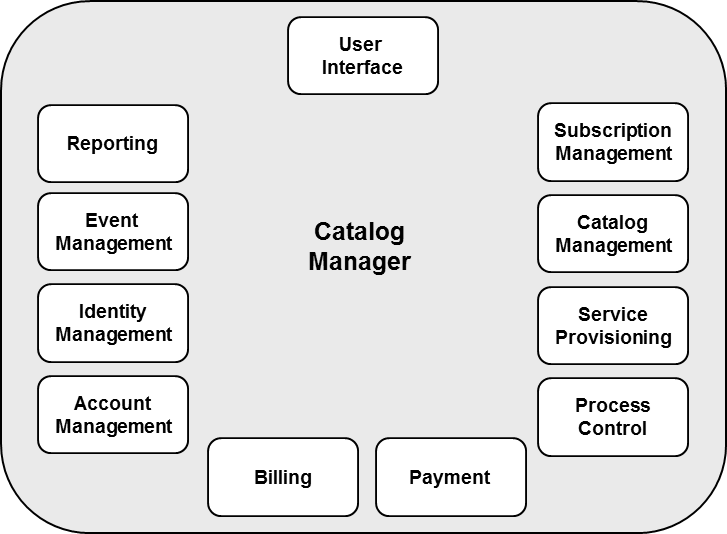 User
Interface
Reporting
Event
Management
Identity
Management
Account
Management
Catalog
Manager
Subscription
Management
Catalog
Management
Service
Provisioning
Process
Control
Billing
Payment